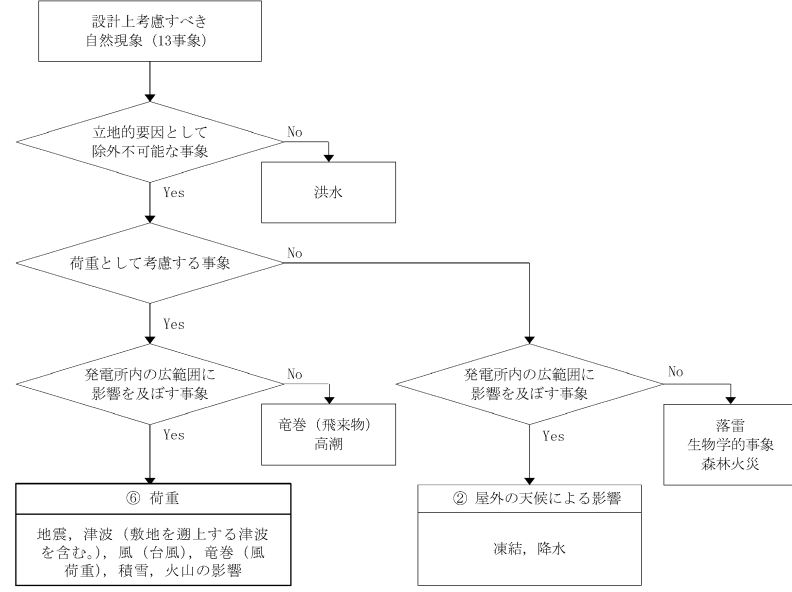 設計上考慮すべき
自然現象（13事象）
立地的要因として
除外不可能な事象
No
Yes
洪水
荷重として考慮する事象
No
Yes
発電所内の広範囲に
影響を及ぼす事象
No
Yes
竜巻（飛来物）
高潮
発電所内の広範囲に
影響を及ぼす事象
No
Yes
落雷
生物学的事象
森林火災
⑥ 荷重
地震，津波（敷地を遡上する津波
を含む。），風（台風），竜巻（風
荷重），積雪，火山の影響
② 屋外の天候による影響
凍結，降水